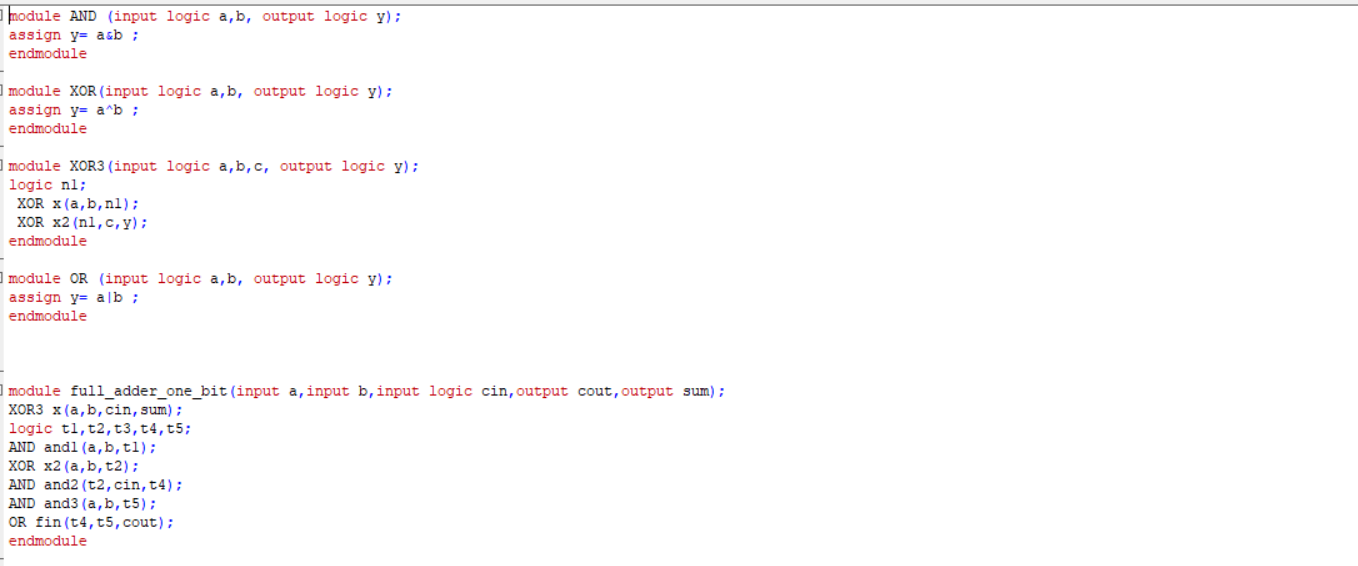 module AND (input logic a,b, output logic y);
assign y= a&b ;
endmodule
module XOR(input logic a,b, output logic y);
assign y= a^b ;
endmodule
module XOR3(input logic a,b,c, output logic y);
logic n1;
XOR x(a,b,n1);
XOR x2(n1,c,y);
endmodule
module OR (input logic a,b, output logic y);
assign y= a|b ;
endmodule
module full_adder_one_bit(input a,input b,input logic cin,output cout,output sum);
XOR3 x(a,b,cin,sum);
logic t1,t2,t3,t4,t5;
AND and1(a,b,t1);
XOR x2(a,b,t2);
AND and2(t2,cin,t4);
AND and3(a,b,t5);
OR fin(t4,t5,cout);
endmodule